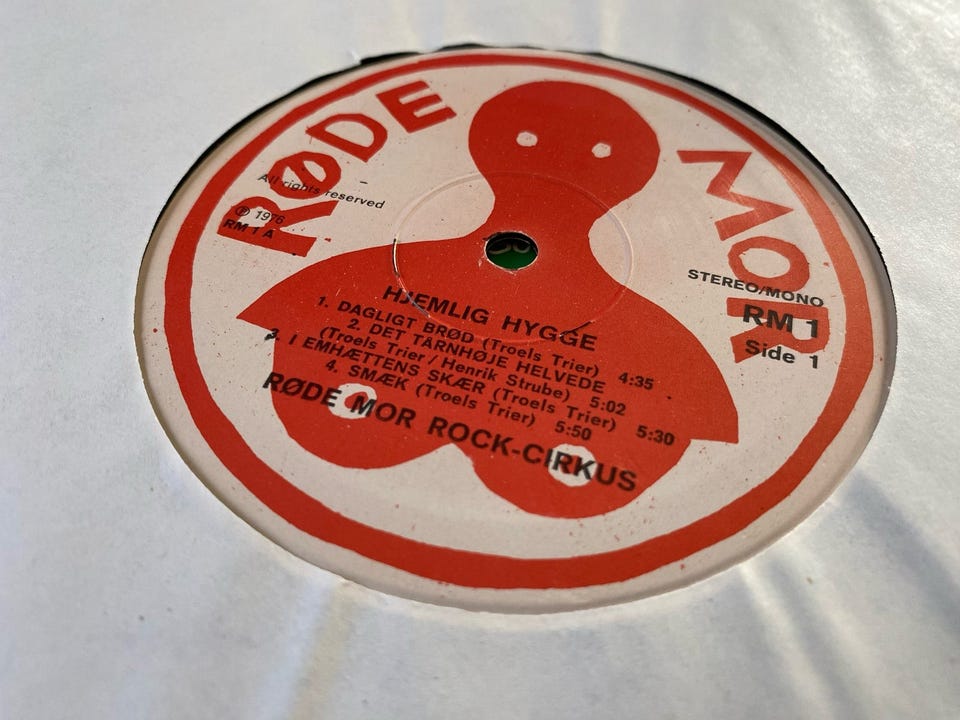 RØDE MOR
All rights reserved
℗ 1976
RM 1 A
STEREO/MONO
RM 1
Side 1
HJEMLIG HYGGE
1. DAGLIGT BRØD (Troels Trier) 4:35
2. DET TÅRNHØJE HELVEDE
(Troels Trier / Henrik Strube) 5:02
3. I EMHÆTTENS SKÆR (Troels Trier) 5:30
4. SMÆK (Troels Trier) 5:50
RØDE MOR ROCK-CIRKUS